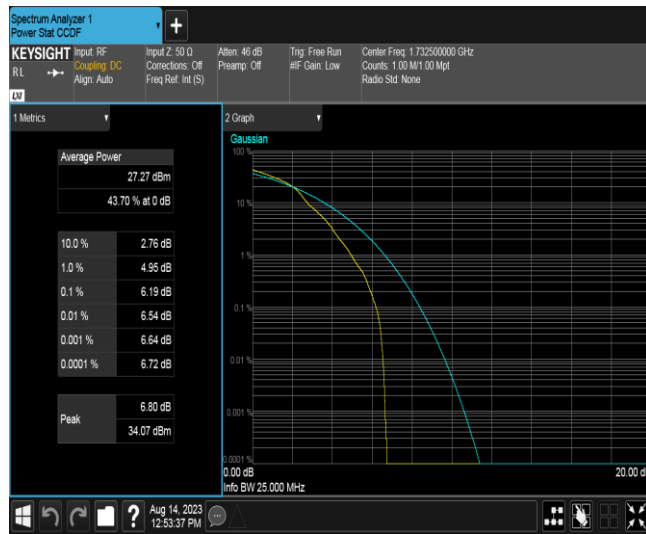 Spectrum Analyzer 1
Power Stat CCDF
+
KEYSIGHT
RL
LXI
Input: RF
Coupling: DC
Align: Auto
Input Z: 50 Ω
Corrections: Off
Freq Ref: Int (S)
Atten: 46 dB
Preamp: Off
Trig: Free Run
#IF Gain: Low
Center Freq: 1.732500000 GHz
Counts: 1.00 M/1.00 Mpt
Radio Std: None
1 Metrics
Average Power
27.27 dBm
43.70 % at 0 dB
10.0 % 2.76 dB
1.0 % 4.95 dB
0.1 % 6.19 dB
0.01 % 6.54 dB
0.001 % 6.64 dB
0.0001 % 6.72 dB
Peak
6.80 dB
34.07 dBm
2 Graph
Gaussian
100 %
10 %
1 %
0.1 %
0.01 %
0.001 %
0.0001 %
0.00 dB
20.00 d
Info BW 25.000 MHz
?
Aug 14, 2023
12:53:37 PM